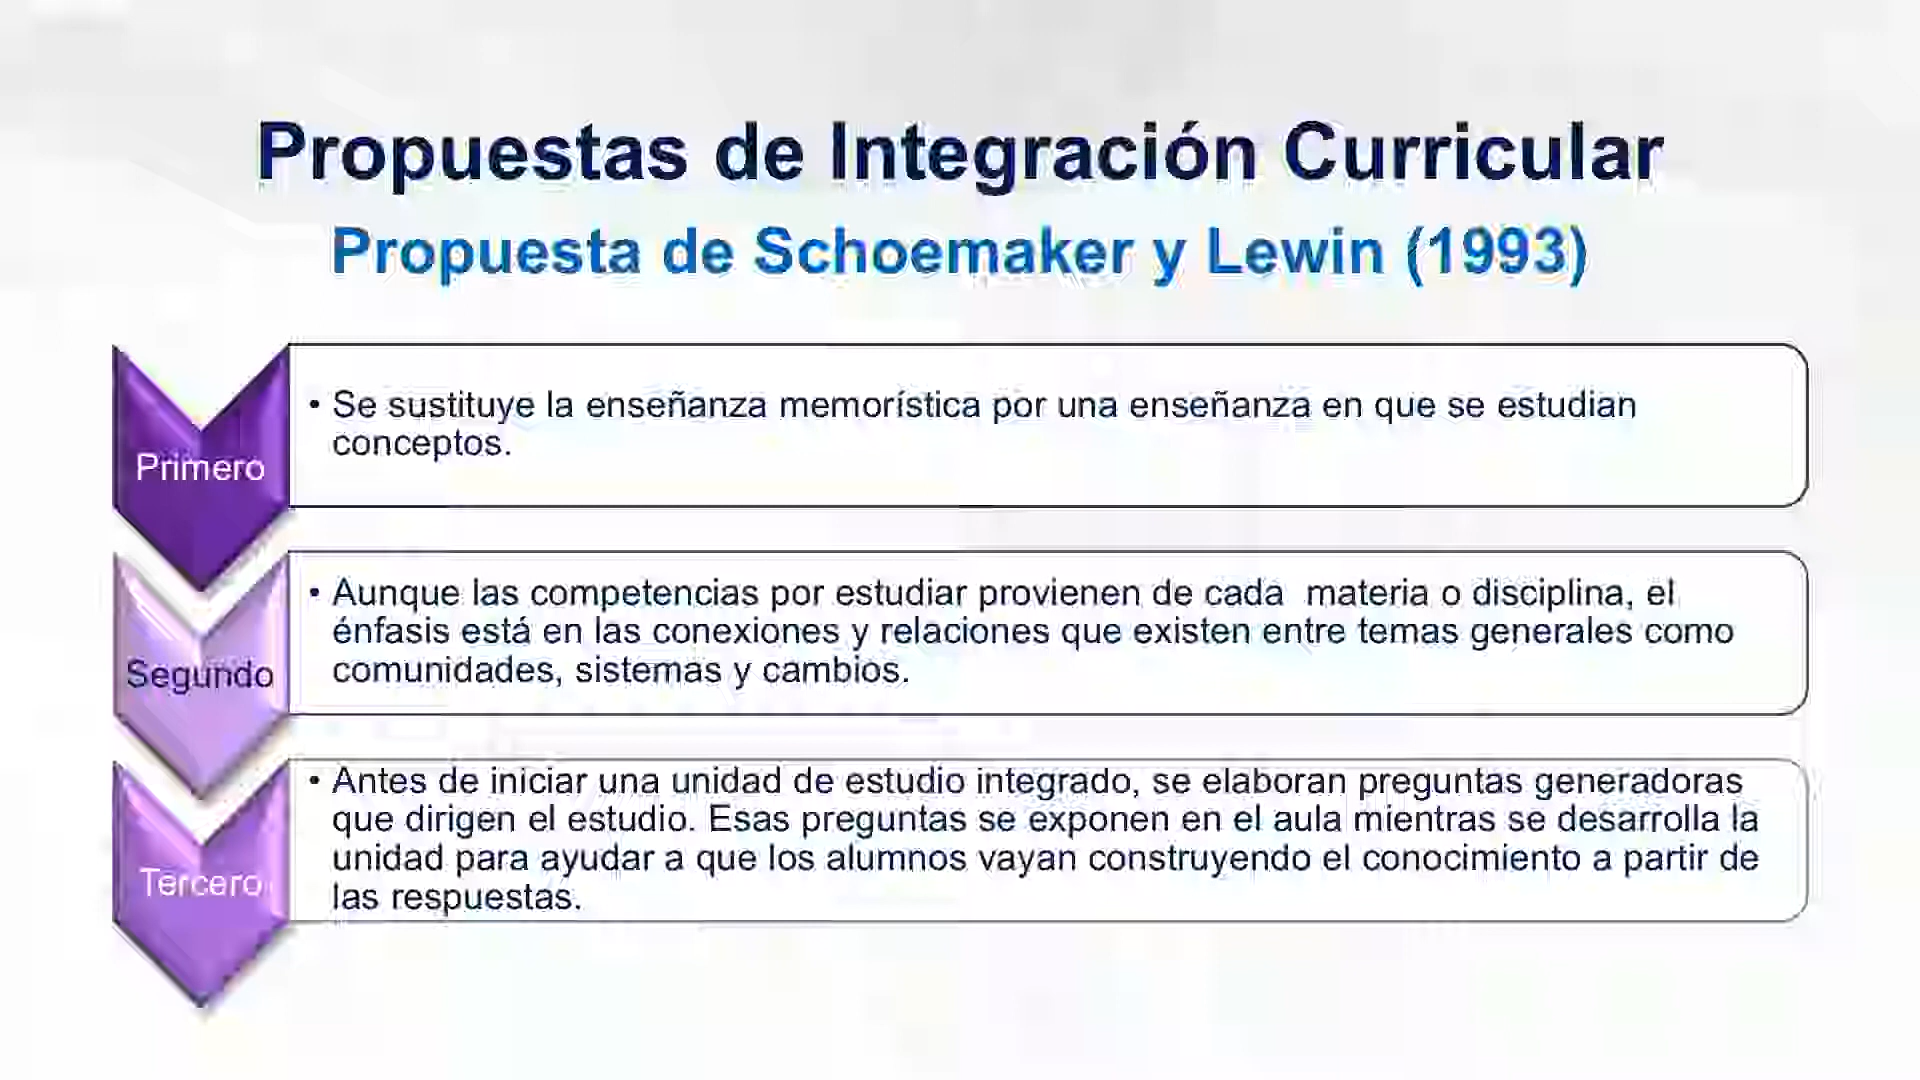 Propuestas de Integración Curricular
Propuesta de Schoemaker y Lewin (1993)
Primero
• Se sustituye la enseñanza memorística por una enseñanza en que se estudian
conceptos.
Segundo
• Aunque las competencias por estudiar provienen de cada  materia o disciplina, el
énfasis está en las conexiones y relaciones que existen entre temas generales como
comunidades, sistemas y cambios.
Tercero
• Antes de iniciar una unidad de estudio integrado, se elaboran preguntas generadoras
que dirigen el estudio. Esas preguntas se exponen en el aula mientras se desarrolla la
unidad para ayudar a que los alumnos vayan construyendo el conocimiento a partir de
las respuestas.